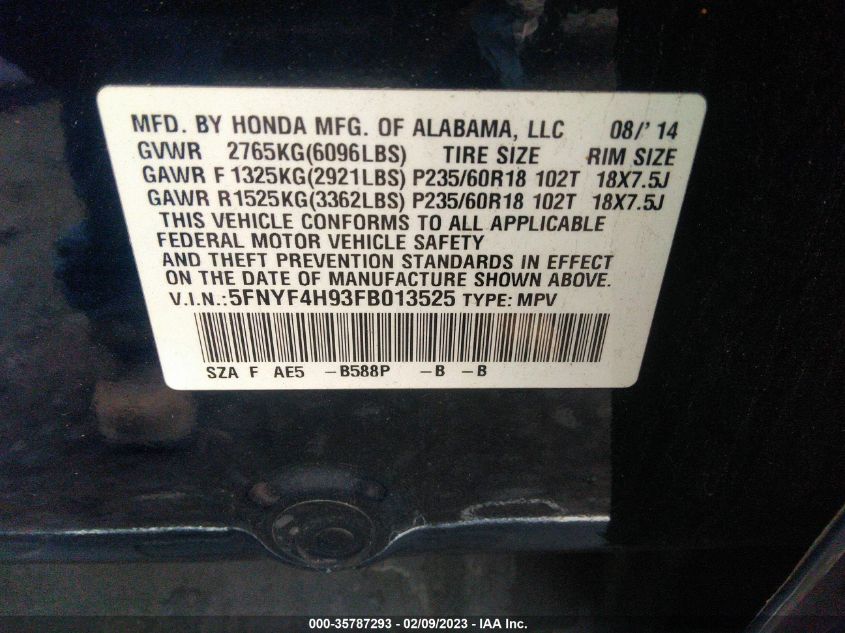 MFD. BY HONDA MFG. OF ALABAMA, LLC 08/'14
GVWR 2765KG(6096LBS) TIRE SIZE RIM SIZE
GAWR F 1325KG(2921LBS) P235/60R18 102T 18X7.5J
GAWR R1525KG(3362LBS) P235/60R18 102T 18X7.5J
THIS VEHICLE CONFORMS TO ALL APPLICABLE
FEDERAL MOTOR VEHICLE SAFETY
AND THEFT PREVENTION STANDARDS IN EFFECT
ON THE DATE OF MANUFACTURE SHOWN ABOVE.
V.I.N.:5FNYF4H93FB013525 TYPE: MPV
SZA F AE5 -B588P -B -B
000-35787293 - 02/09/2023 - IAA Inc.